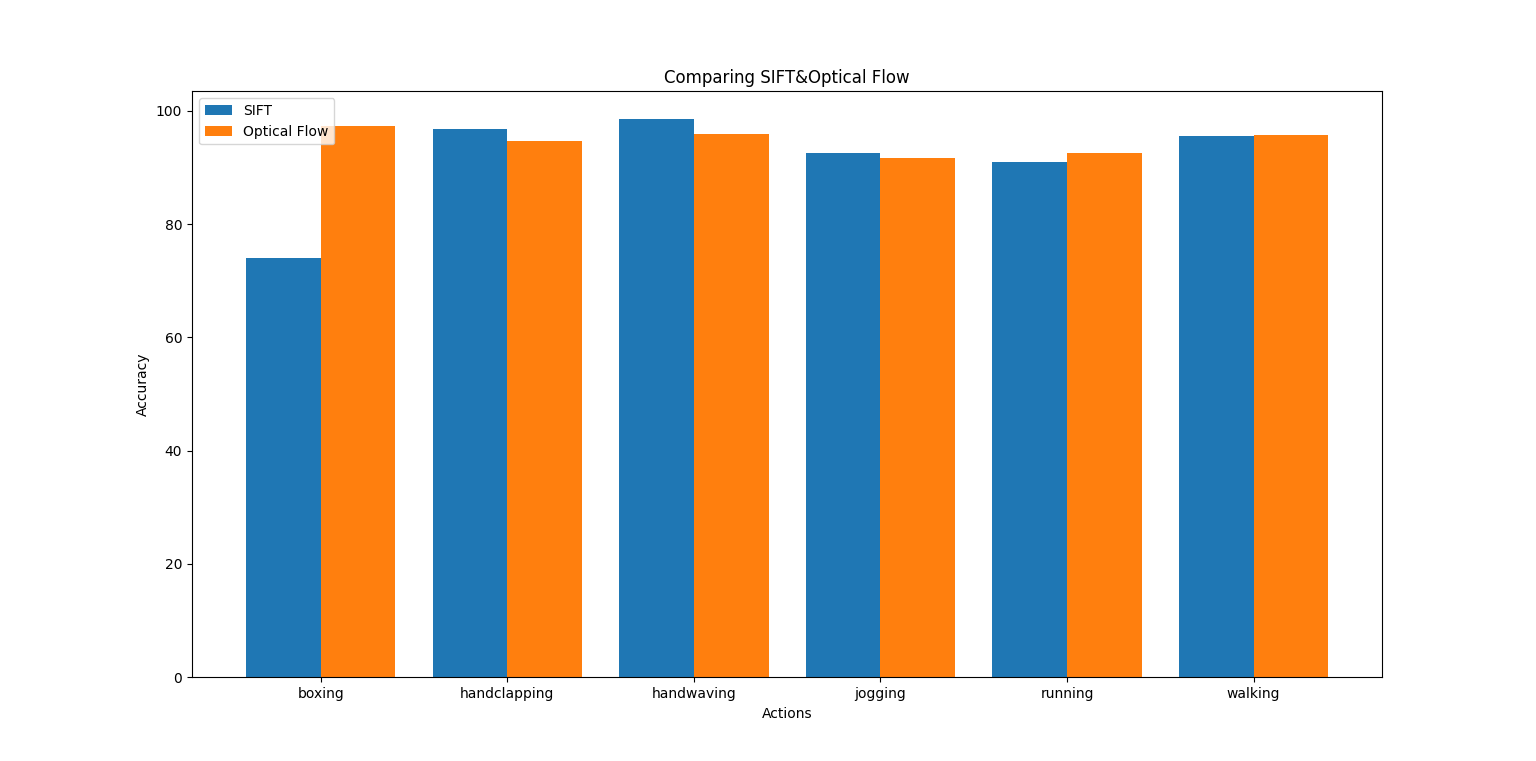 Comparing SIFT&Optical Flow
SIFT
Optical Flow
100
80
60
40
20
0
Accuracy
boxing handclapping handwaving jogging running walking
Actions